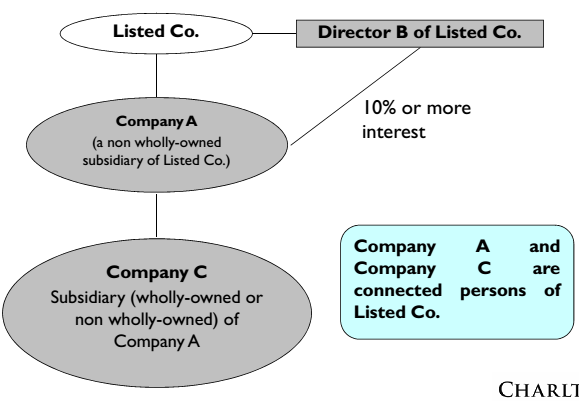 Listed Co.
Director B of Listed Co.
10% or more
interest
Company A
(a non wholly-owned
subsidiary of Listed Co.)
Company C
Subsidiary (wholly-owned or
non wholly-owned) of
Company A
Company A and
Company C are
connected persons of
Listed Co.
CHARLT